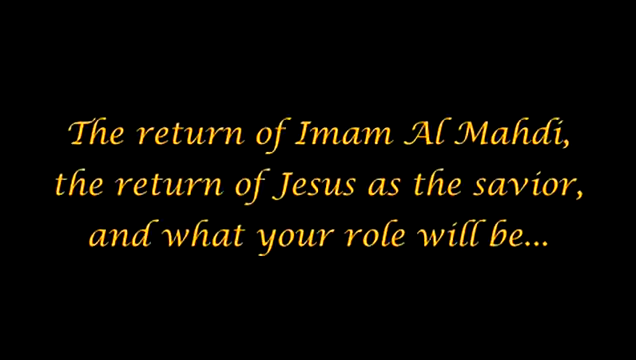 The return of Imam Al Mahdi,
the return of Jesus as the savior,
and what your role will be...